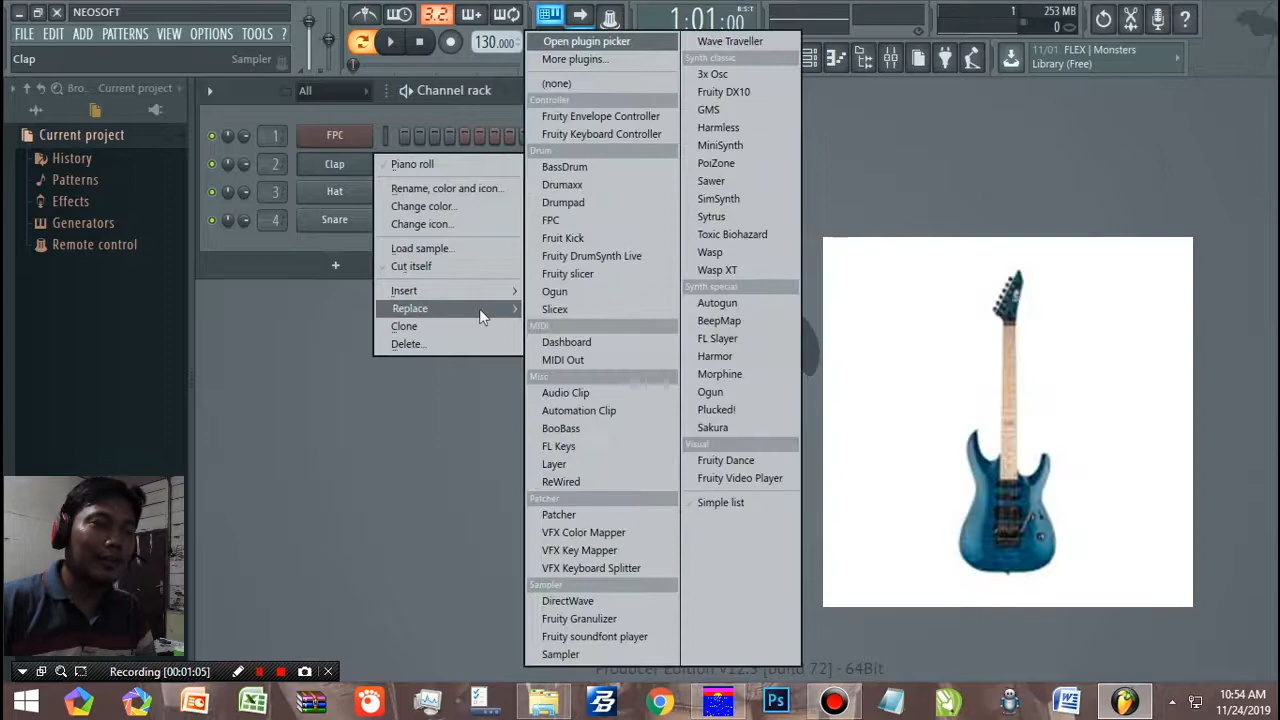 NEOSOFT
FILE EDIT ADD PATTERNS VIEW OPTIONS TOOLS ?
Clap Sampler
3.2
130.000
1:01:00
B:S:T
1
253 MB
0
11/01 FLEX | Monsters
Library (Free)
Bro.. Current project
Current project
History
Patterns
Effects
Generators
Remote control
All
Channel rack
1 FPC
2 Clap
3 Hat
4 Snare
+
Piano roll
Rename, color and icon...
Change color...
Change icon...
Load sample...
Cut itself
Insert
Replace
Clone
Delete...
Open plugin picker
More plugins...
(none)
Controller
Fruity Envelope Controller
Fruity Keyboard Controller
Drum
BassDrum
Drumaxx
Drumpad
FPC
Fruit Kick
Fruity DrumSynth Live
Fruity slicer
Ogun
Slicex
MIDI
Dashboard
MIDI Out
Misc
Audio Clip
Automation Clip
BooBass
FL Keys
Layer
ReWired
Patcher
Patcher
VFX Color Mapper
VFX Key Mapper
VFX Keyboard Splitter
Sampler
DirectWave
Fruity Granulizer
Fruity soundfont player
Sampler
Wave Traveller
Synth classic
3x Osc
Fruity DX10
GMS
Harmless
MiniSynth
PoiZone
Sawer
SimSynth
Sytrus
Toxic Biohazard
Wasp
Wasp XT
Synth special
Autogun
BeepMap
FL Slayer
Harmor
Morphine
Ogun
Plucked!
Sakura
Visual
Fruity Dance
Fruity Video Player
Simple list
Producer Edition v12.5 [build 72] - 64Bit
Recording [00:01:05]
Ps
10:54 AM
11/24/2019